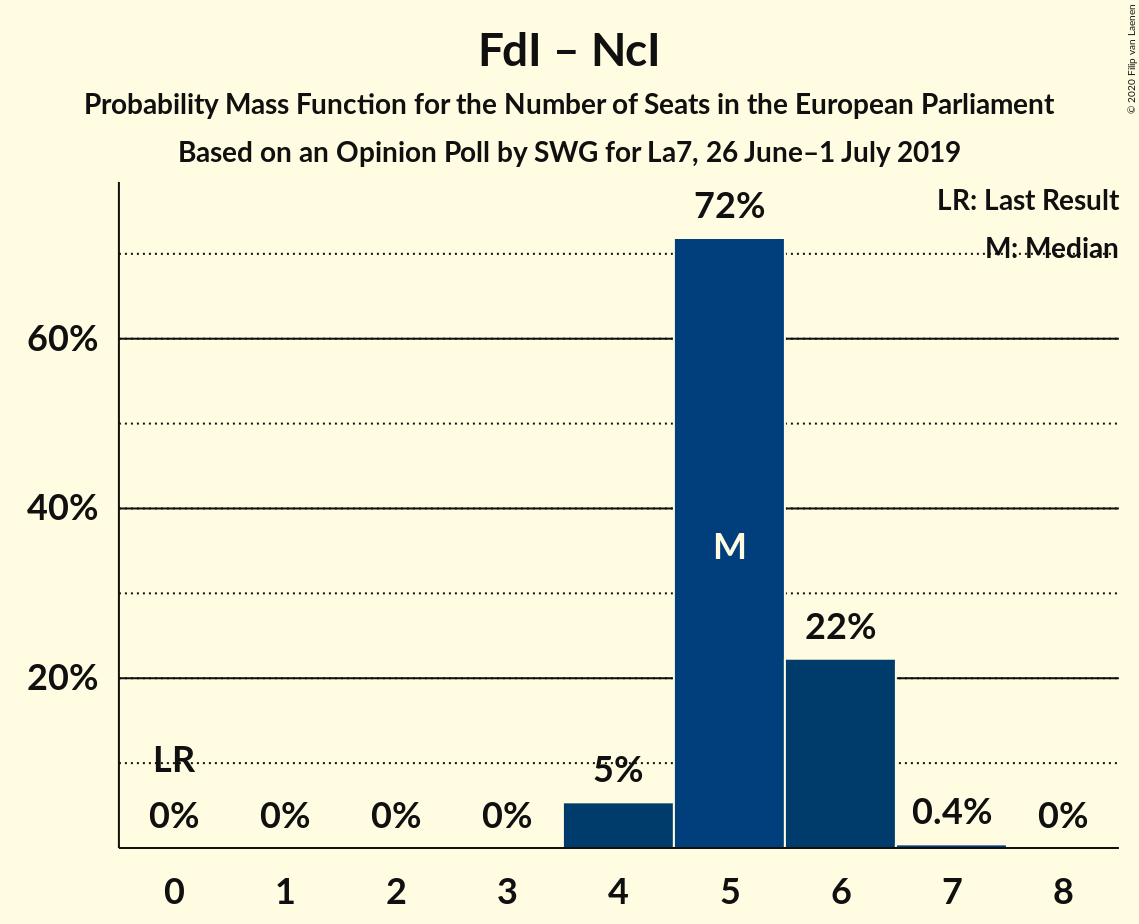 FdI – NcI
Probability Mass Function for the Number of Seats in the European Parliament
Based on an Opinion Poll by SWG for La7, 26 June–1 July 2019
© 2020 Filip van Laenen
LR: Last Result
M: Median
72%
60%
40%
M
22%
20%
LR
5%
0%
0%
0%
0%
0.4%
0%
0 1 2 3 4 5 6 7 8